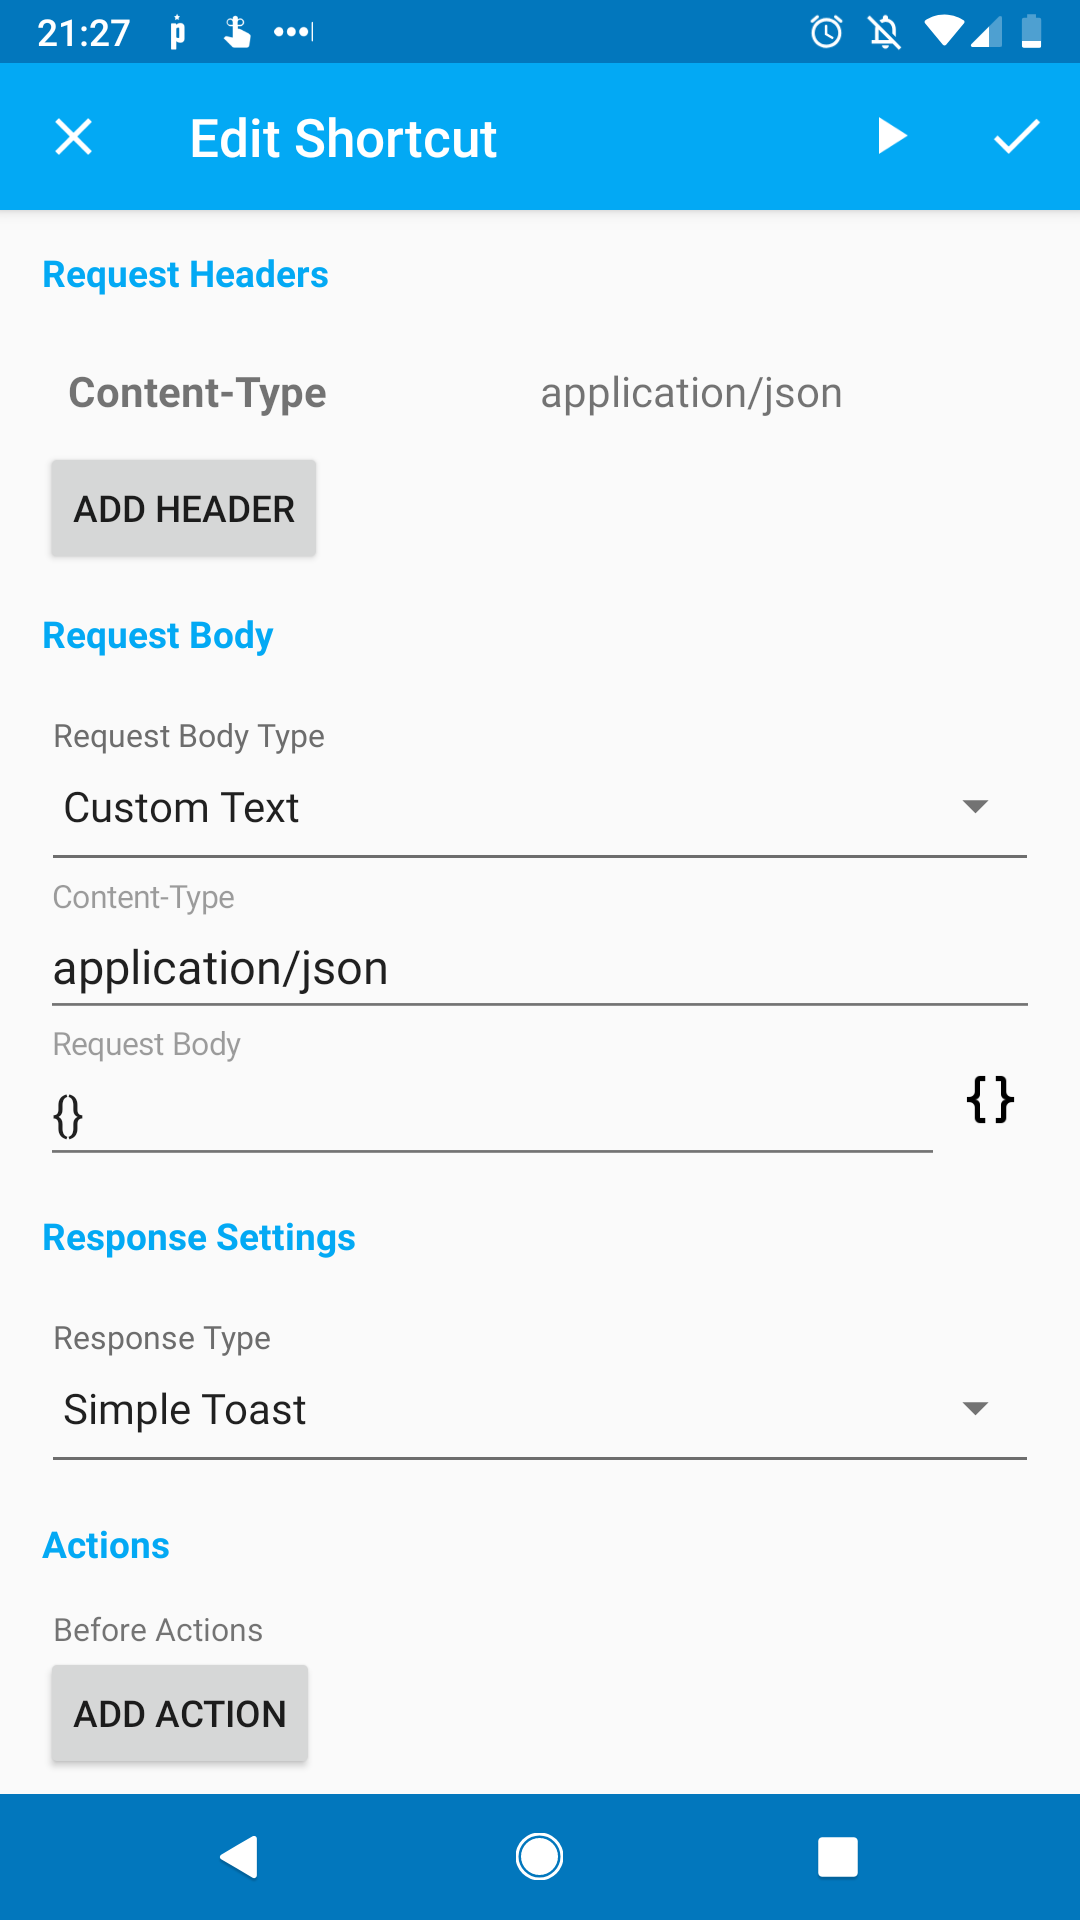 21:27
Edit Shortcut
Request Headers
Content-Type application/json
ADD HEADER
Request Body
Request Body Type
Custom Text
Content-Type
application/json
Request Body
{}
{}
Response Settings
Response Type
Simple Toast
Actions
Before Actions
ADD ACTION